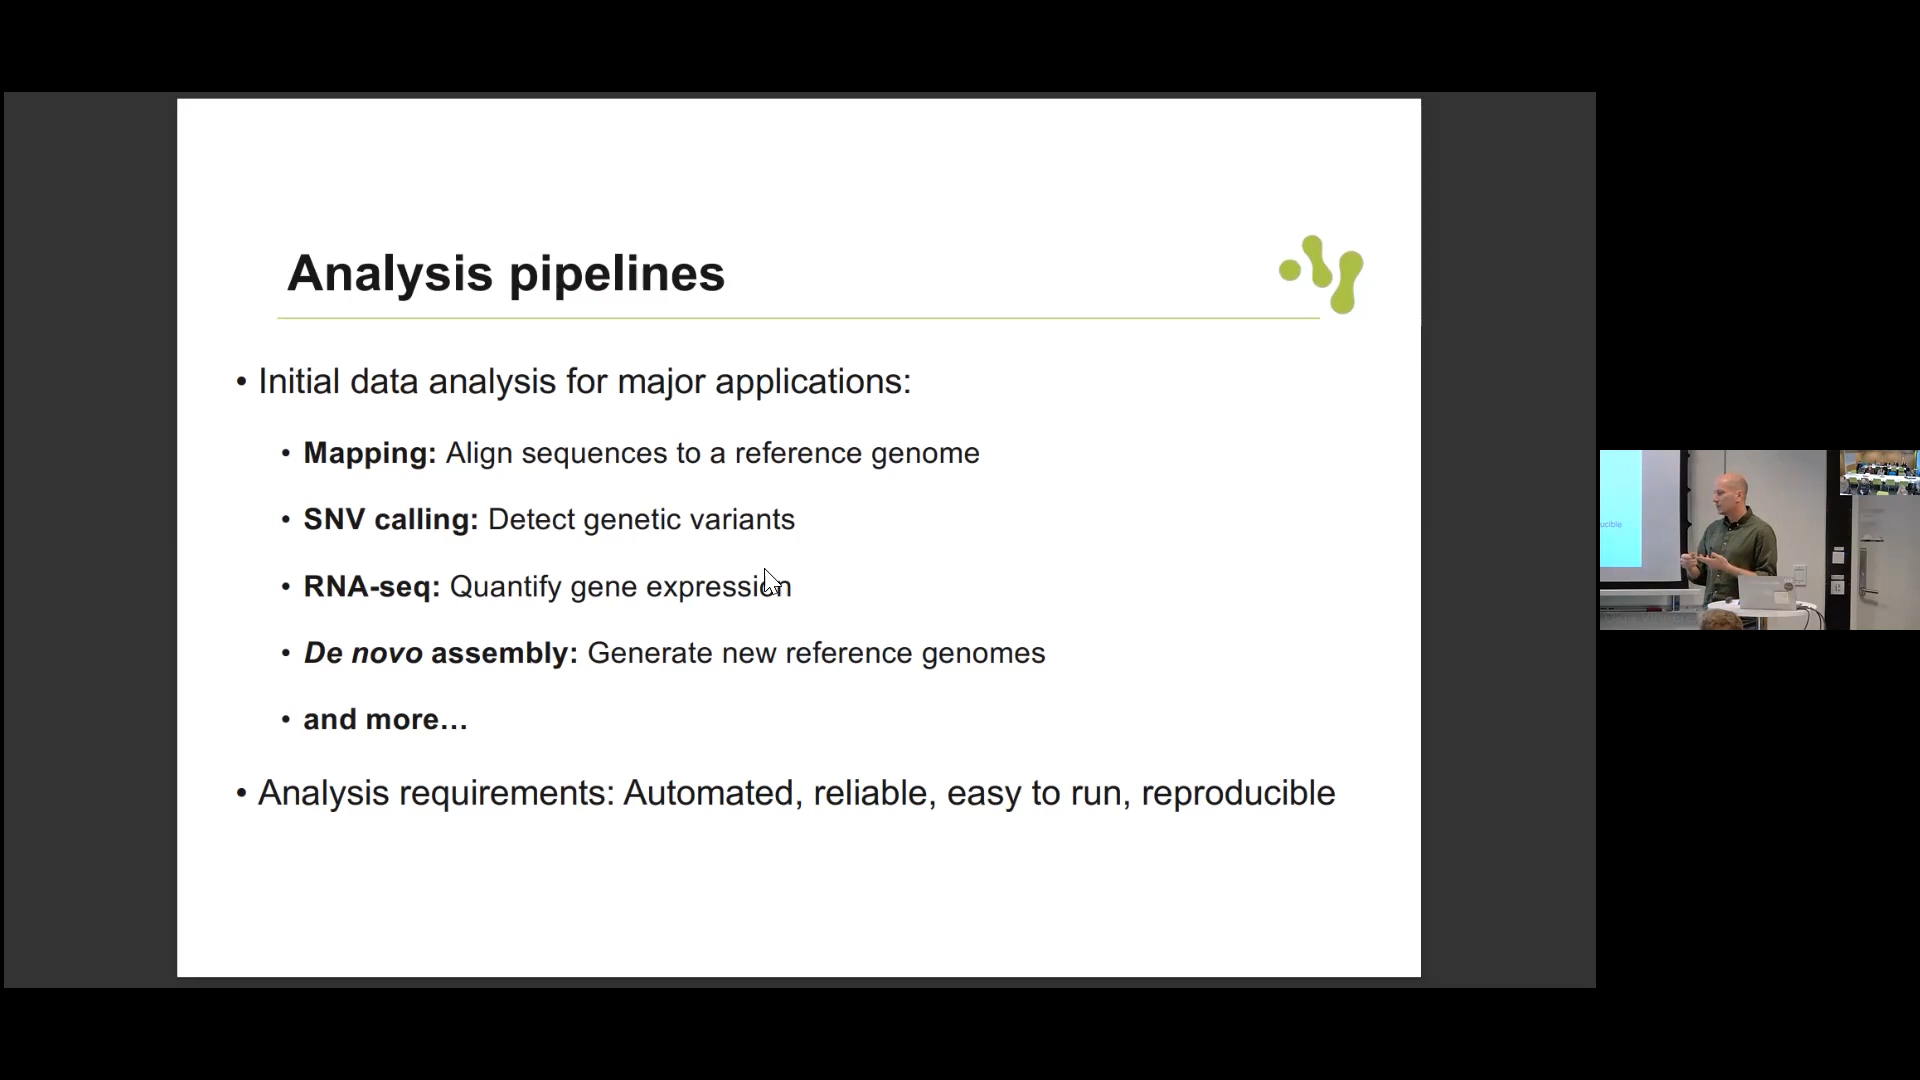 Analysis pipelines
• Initial data analysis for major applications:
• Mapping: Align sequences to a reference genome
• SNV calling: Detect genetic variants
• RNA-seq: Quantify gene expression
• De novo assembly: Generate new reference genomes
• and more…
• Analysis requirements: Automated, reliable, easy to run, reproducible
ucible